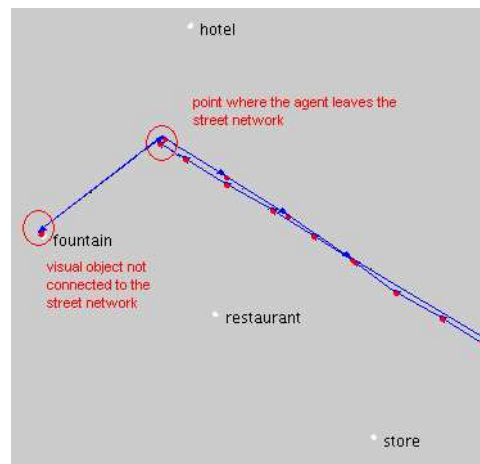 hotel
point where the agent leaves the
street network
fountain
visual object not
connected to the
street network
restaurant
store